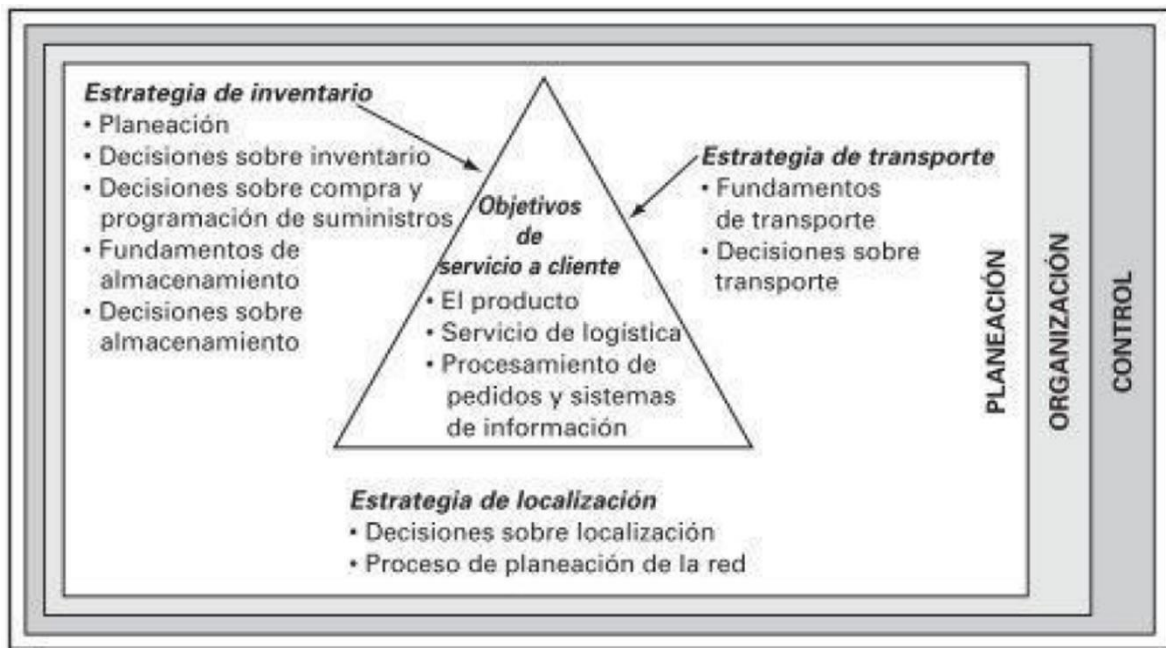 Estrategia de inventario
• Planeación
• Decisiones sobre inventario
• Decisiones sobre compra y
programación de suministros
• Fundamentos de
almacenamiento
• Decisiones sobre
almacenamiento
Objetivos
de
servicio a cliente
• El producto
• Servicio de logística
• Procesamiento de
pedidos y sistemas
de información
Estrategia de transporte
• Fundamentos
de transporte
• Decisiones sobre
transporte
Estrategia de localización
• Decisiones sobre localización
• Proceso de planeación de la red
PLANEACIÓN
ORGANIZACIÓN
CONTROL